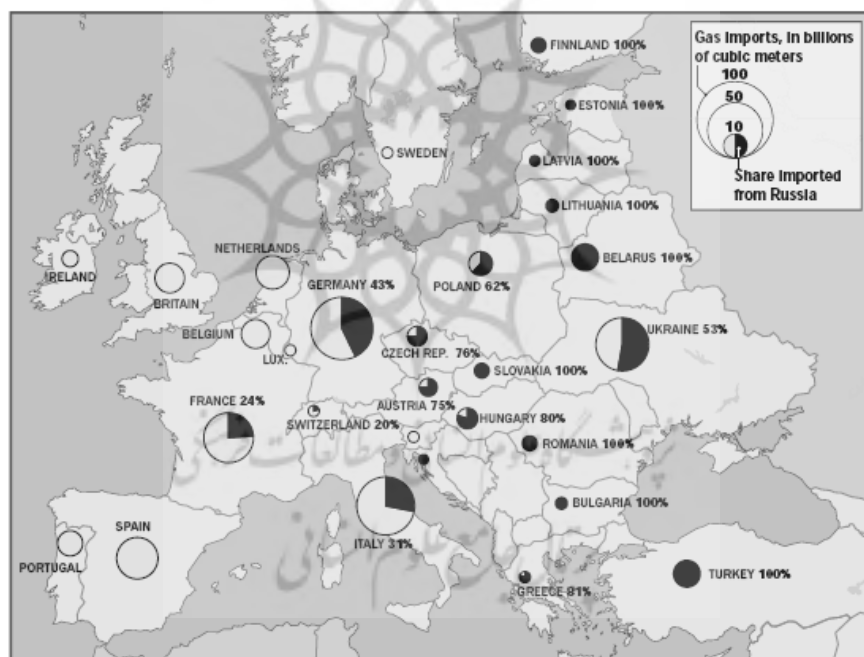 Gas imports, in billions
of cubic meters
100
50
10
Share imported
from Russia
FINNLAND 100%
ESTONIA 100%
SWEDEN
LATVIA 100%
LITHUANIA 100%
IRELAND
BRITAIN
NETHERLANDS
BELARUS 100%
POLAND 62%
GERMANY 43%
BELGIUM
LUX.
UKRAINE 53%
CZECH REP. 76%
SLOVAKIA 100%
AUSTRIA 75%
FRANCE 24%
SWITZERLAND 20%
HUNGARY 80%
ROMANIA 100%
BULGARIA 100%
ITALY 31%
SPAIN
PORTUGAL
GREECE 81%
TURKEY 100%